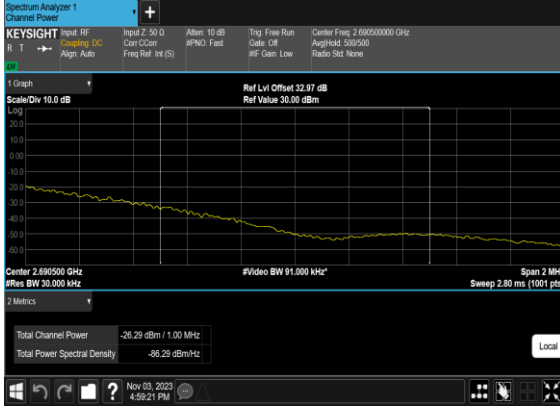 Spectrum Analyzer 1
Channel Power
+
KEYSIGHT
R T
LXI
Input: RF
Coupling: DC
Align: Auto
Input Z: 50 Ω
Corr CCorr
Freq Ref: Int (S)
Atten: 10 dB
#PNO: Fast
Trig: Free Run
Gate: Off
#IF Gain: Low
Center Freq: 2.690500000 GHz
Avg|Hold: 500/500
Radio Std: None
1 Graph
Scale/Div 10.0 dB
Ref Lvl Offset 32.97 dB
Ref Value 30.00 dBm
Log
20.0
10.0
0.00
-10.0
-20.0
-30.0
-40.0
-50.0
-60.0
Center 2.690500 GHz
#Res BW 30.000 kHz
#Video BW 91.000 kHz*
Span 2 MH
Sweep 2.80 ms (1001 pts
2 Metrics
Total Channel Power
-26.29 dBm / 1.00 MHz
Total Power Spectral Density
-86.29 dBm/Hz
Local
?
Nov 03, 2023
4:59:21 PM